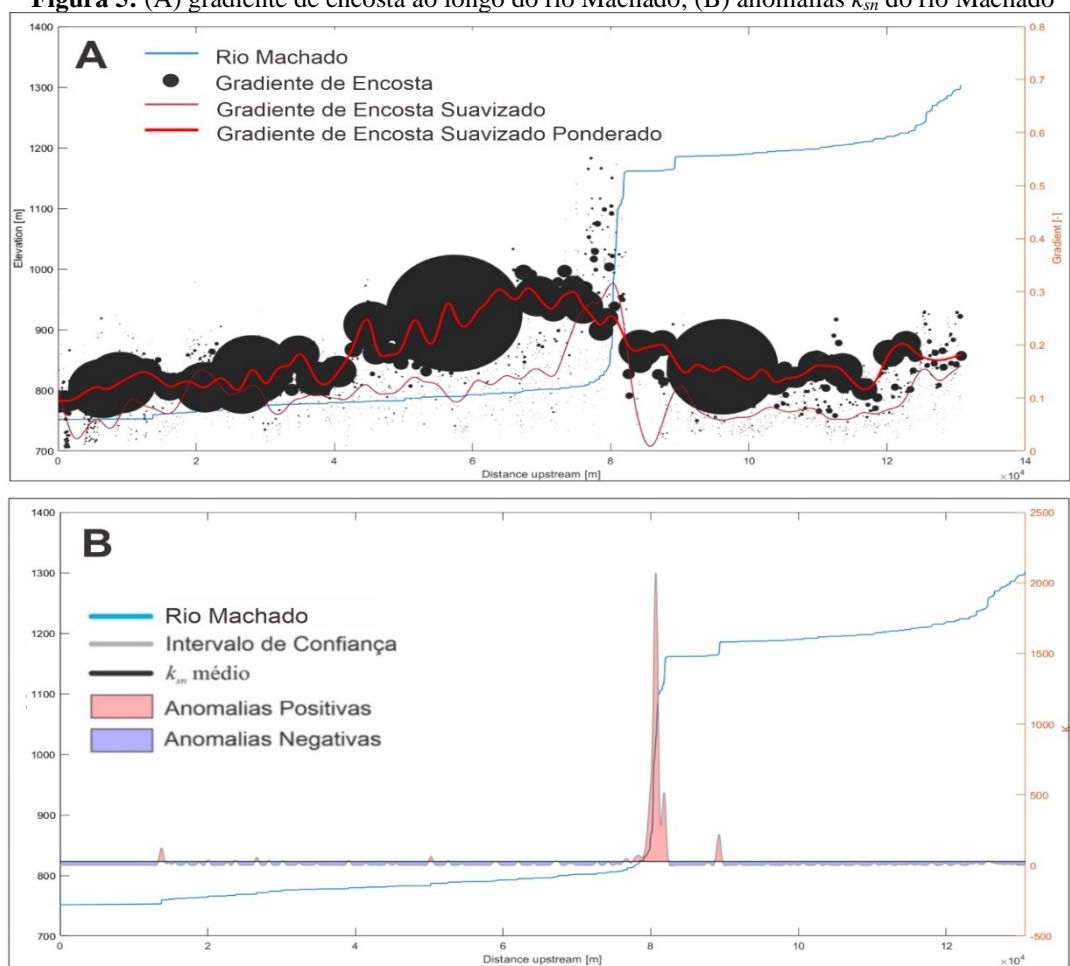 Figura 5: (A) gradiente de encosta ao longo do rio Machado; (B) anomalias ksn do rio Machado
A
Rio Machado
Gradiente de Encosta
Gradiente de Encosta Suavizado
Gradiente de Encosta Suavizado Ponderado
1400
1300
1200
1100
1000
900
800
700
Elevation [m]
0.8
0.7
0.6
0.5
0.4
0.3
0.2
0.1
0
Gradient [-]
0 2 4 6 8 10 12 14
Distance upstream [m]
×10⁴
B
Rio Machado
Intervalo de Confiança
ksn médio
Anomalias Positivas
Anomalias Negativas
1400
1300
1200
1100
1000
900
800
700
2500
2000
1500
1000
500
0
-500
0 2 4 6 8 10 12
Distance upstream [m]
×10⁴